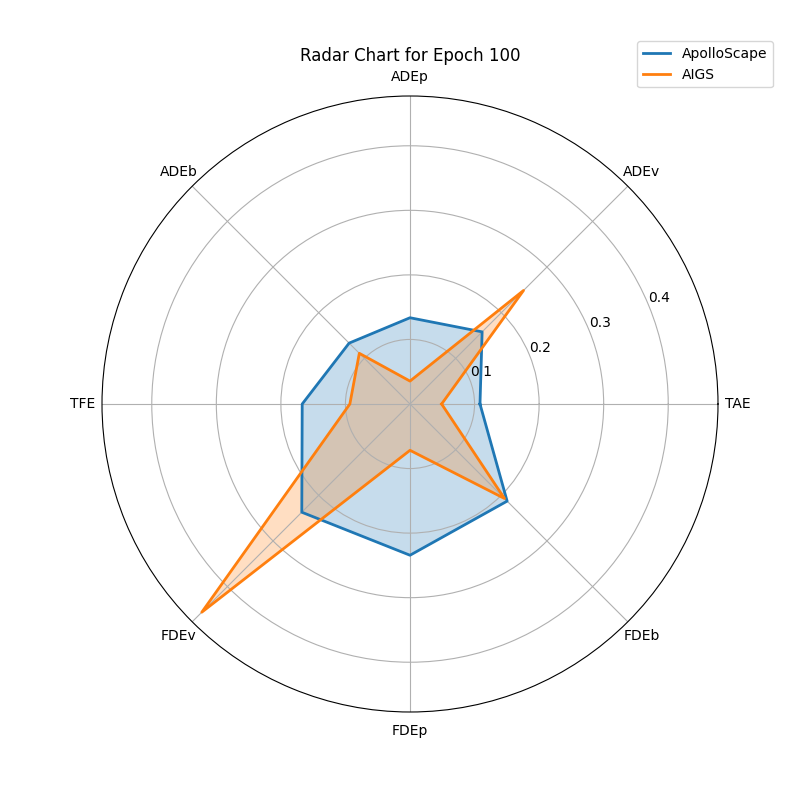 Radar Chart for Epoch 100
ApolloScape
AIGS
ADEp
ADEb
ADEv
0.4
0.3
0.2
0.1
TFE
TAE
FDEv
FDEb
FDEp